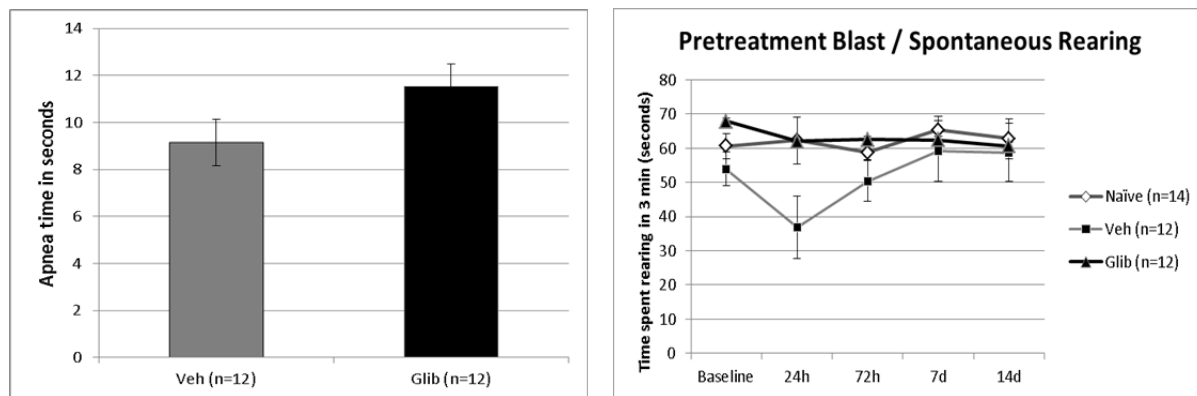 Apnea time in seconds
14
12
10
8
6
4
2
0
Veh (n=12)
Glib (n=12)
Pretreatment Blast / Spontaneous Rearing
Time spent rearing in 3 min (seconds)
80
70
60
50
40
30
20
10
0
Baseline
24h
72h
7d
14d
Naïve (n=14)
Veh (n=12)
Glib (n=12)